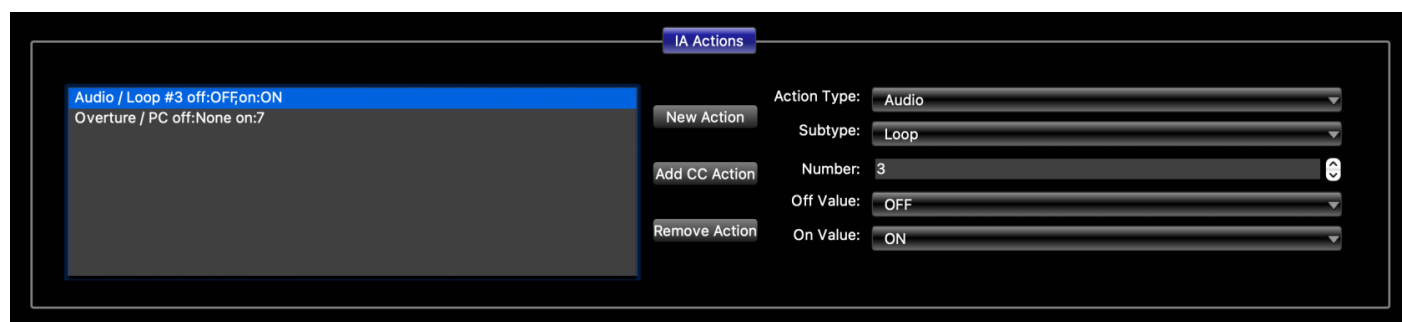 IA Actions
Audio / Loop #3 off:OFF,on:ON
Overture / PC off:None on:7
New Action
Add CC Action
Remove Action
Action Type: Audio
Subtype: Loop
Number: 3
Off Value: OFF
On Value: ON